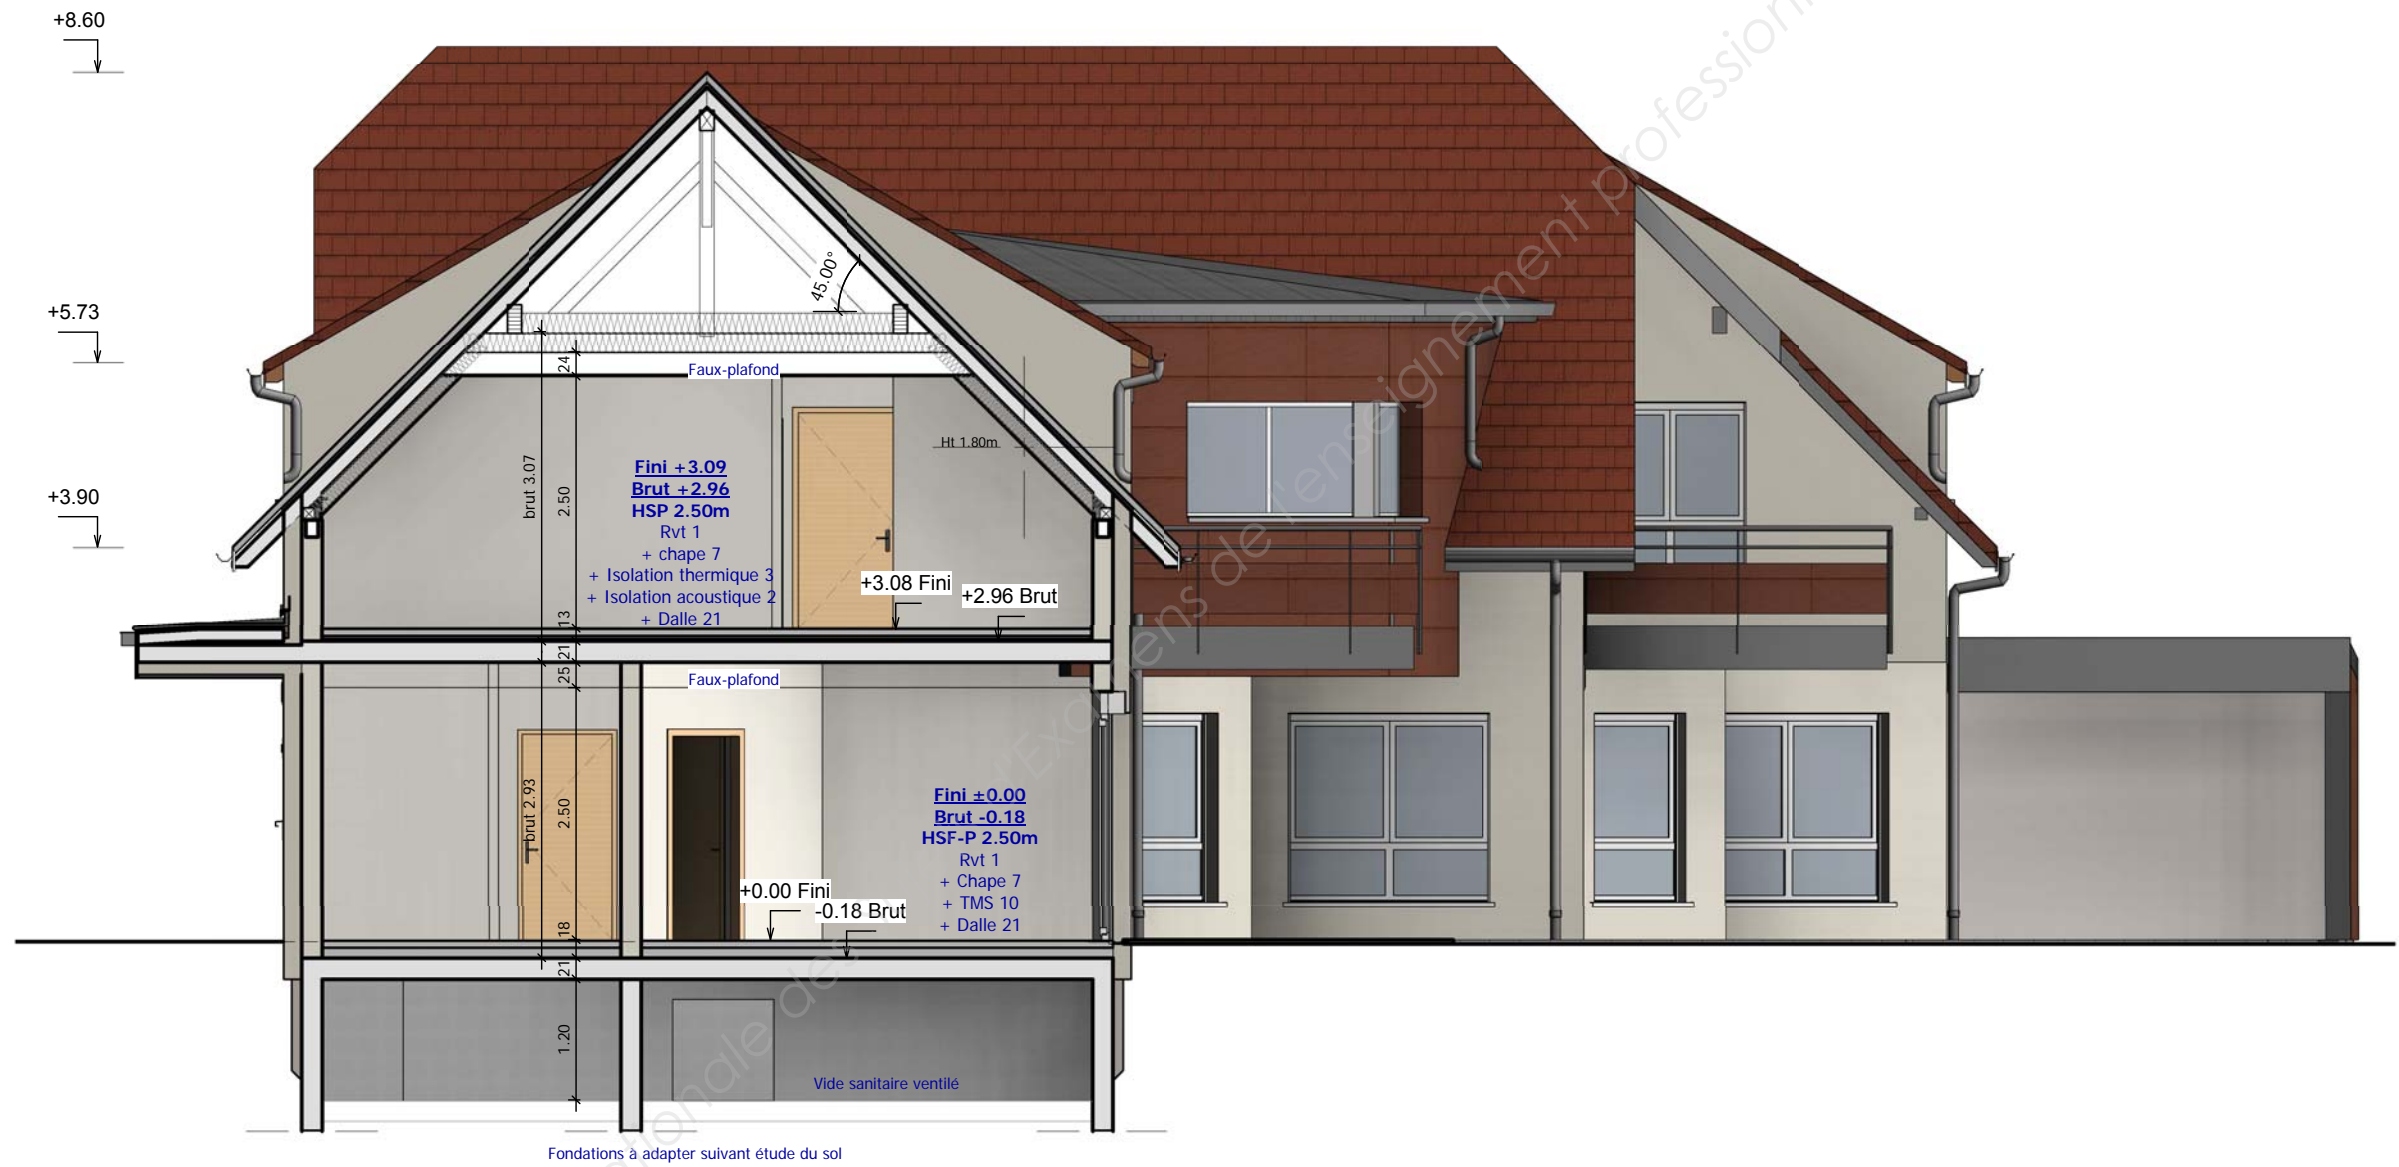 +8.60
+5.73
+3.90
45.00°
24
Faux-plafond
Ht 1.80m
brut 3.07
2.50
Fini +3.09
Brut +2.96
HSP 2.50m
Rvt 1
+ chape 7
+ Isolation thermique 3
+ Isolation acoustique 2
+ Dalle 21
+3.08 Fini
+2.96 Brut
13
21
25
Faux-plafond
brut 2.93
2.50
Fini ±0.00
Brut -0.18
HSF-P 2.50m
Rvt 1
+ Chape 7
+ TMS 10
+ Dalle 21
+0.00 Fini
-0.18 Brut
18
21
1.20
Vide sanitaire ventilé
Fondations à adapter suivant étude du sol
des d'Examens de l'enseignement